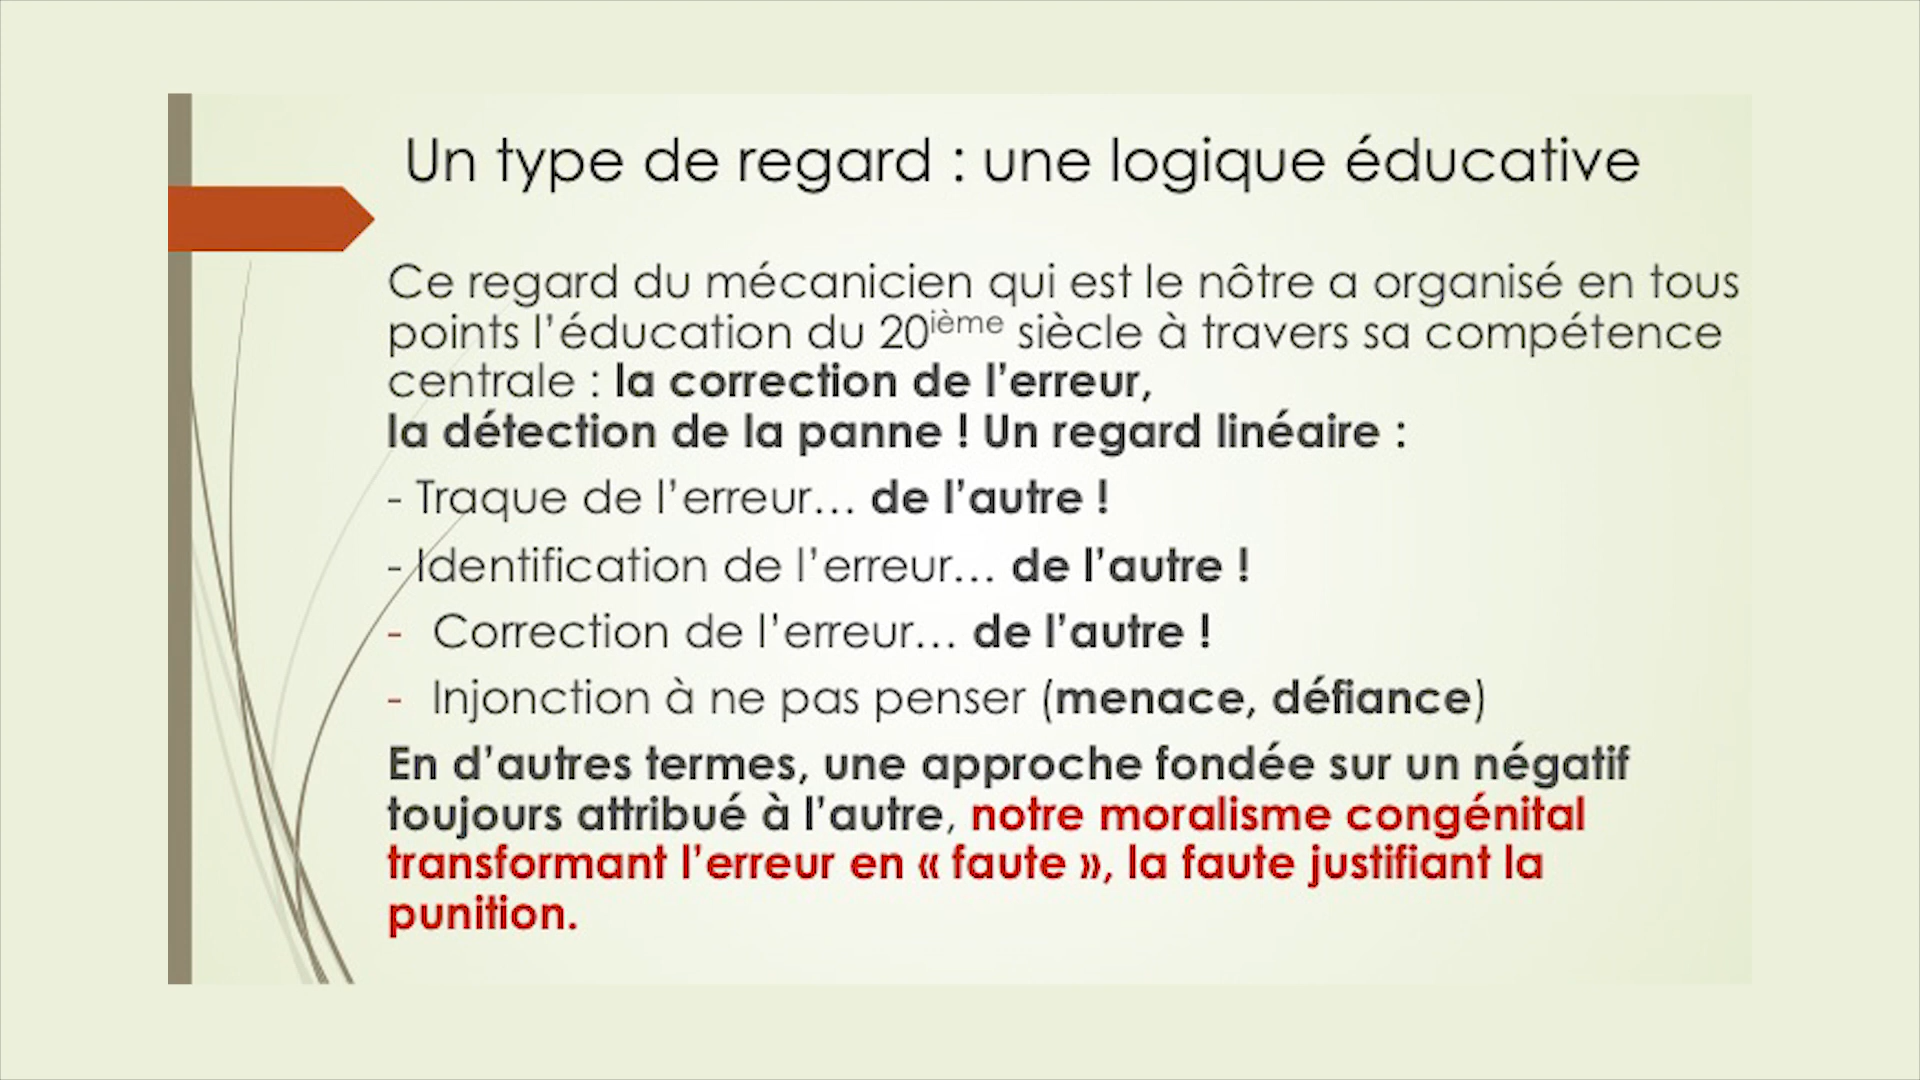 Un type de regard : une logique éducative
Ce regard du mécanicien qui est le nôtre a organisé en tous
points l’éducation du 20ième siècle à travers sa compétence
centrale : la correction de l’erreur,
la détection de la panne ! Un regard linéaire :
- Traque de l’erreur… de l’autre !
- Identification de l’erreur… de l’autre !
- Correction de l’erreur… de l’autre !
- Injonction à ne pas penser (menace, défiance)
En d’autres termes, une approche fondée sur un négatif
toujours attribué à l’autre, notre moralisme congénital
transformant l’erreur en « faute », la faute justifiant la
punition.